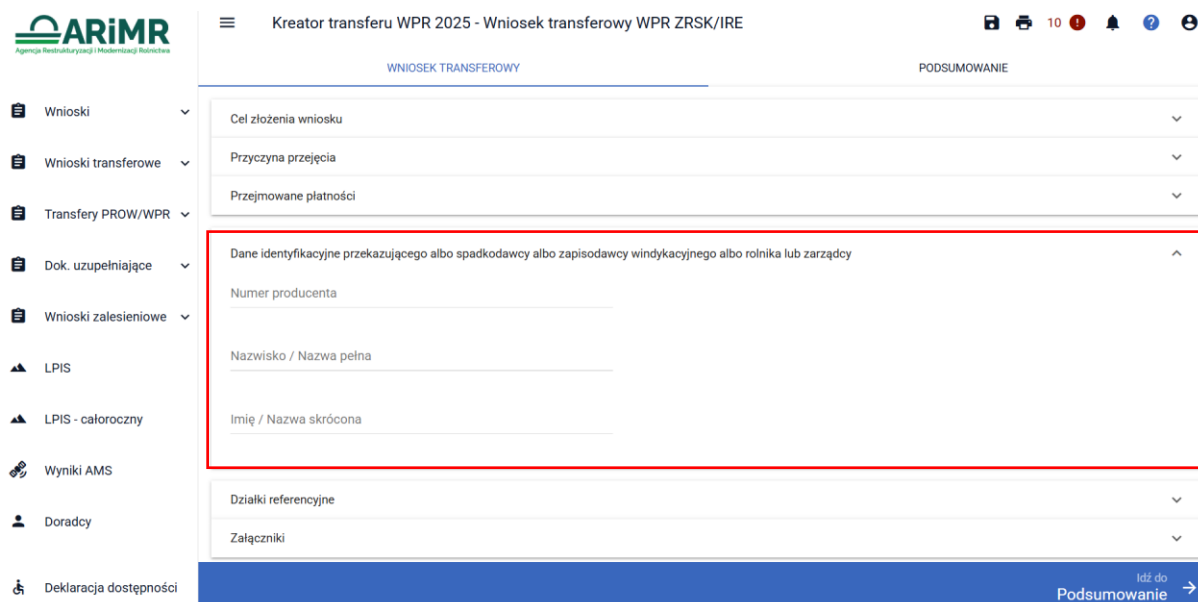 ARiMR
Agencja Restrukturyzacji i Modernizacji Rolnictwa
Kreator transferu WPR 2025 - Wniosek transferowy WPR ZRSK/IRE
10
WNIOSEK TRANSFEROWY
PODSUMOWANIE
Wnioski
Wnioski transferowe
Transfery PROW/WPR
Dok. uzupełniające
Wnioski zalesieniowe
LPIS
LPIS - całoroczny
Wyniki AMS
Doradcy
Deklaracja dostępności
Cel złożenia wniosku
Przyczyna przejęcia
Przejmowane płatności
Dane identyfikacyjne przekazującego albo spadkodawcy albo zapisodawcy windykacyjnego albo rolnika lub zarządcy
Numer producenta
Nazwisko / Nazwa pełna
Imię / Nazwa skrócona
Działki referencyjne
Załączniki
Idź do
Podsumowanie